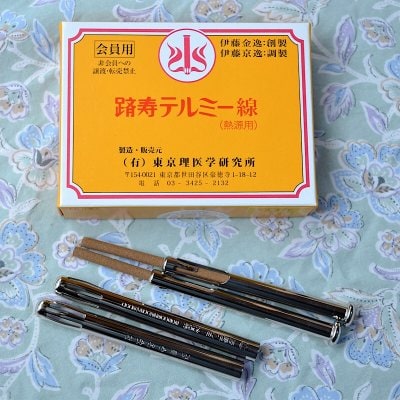 会員用
非会員への
譲渡・転売禁止
伊藤金逸:創製
伊藤京逸:調製
蹐寿テルミー線
(熱源用)
製造・販売元
(有)東京理医学研究所
〒154-0021 東京都世田谷区豪徳寺1-18-12
電話 03-3425-2132